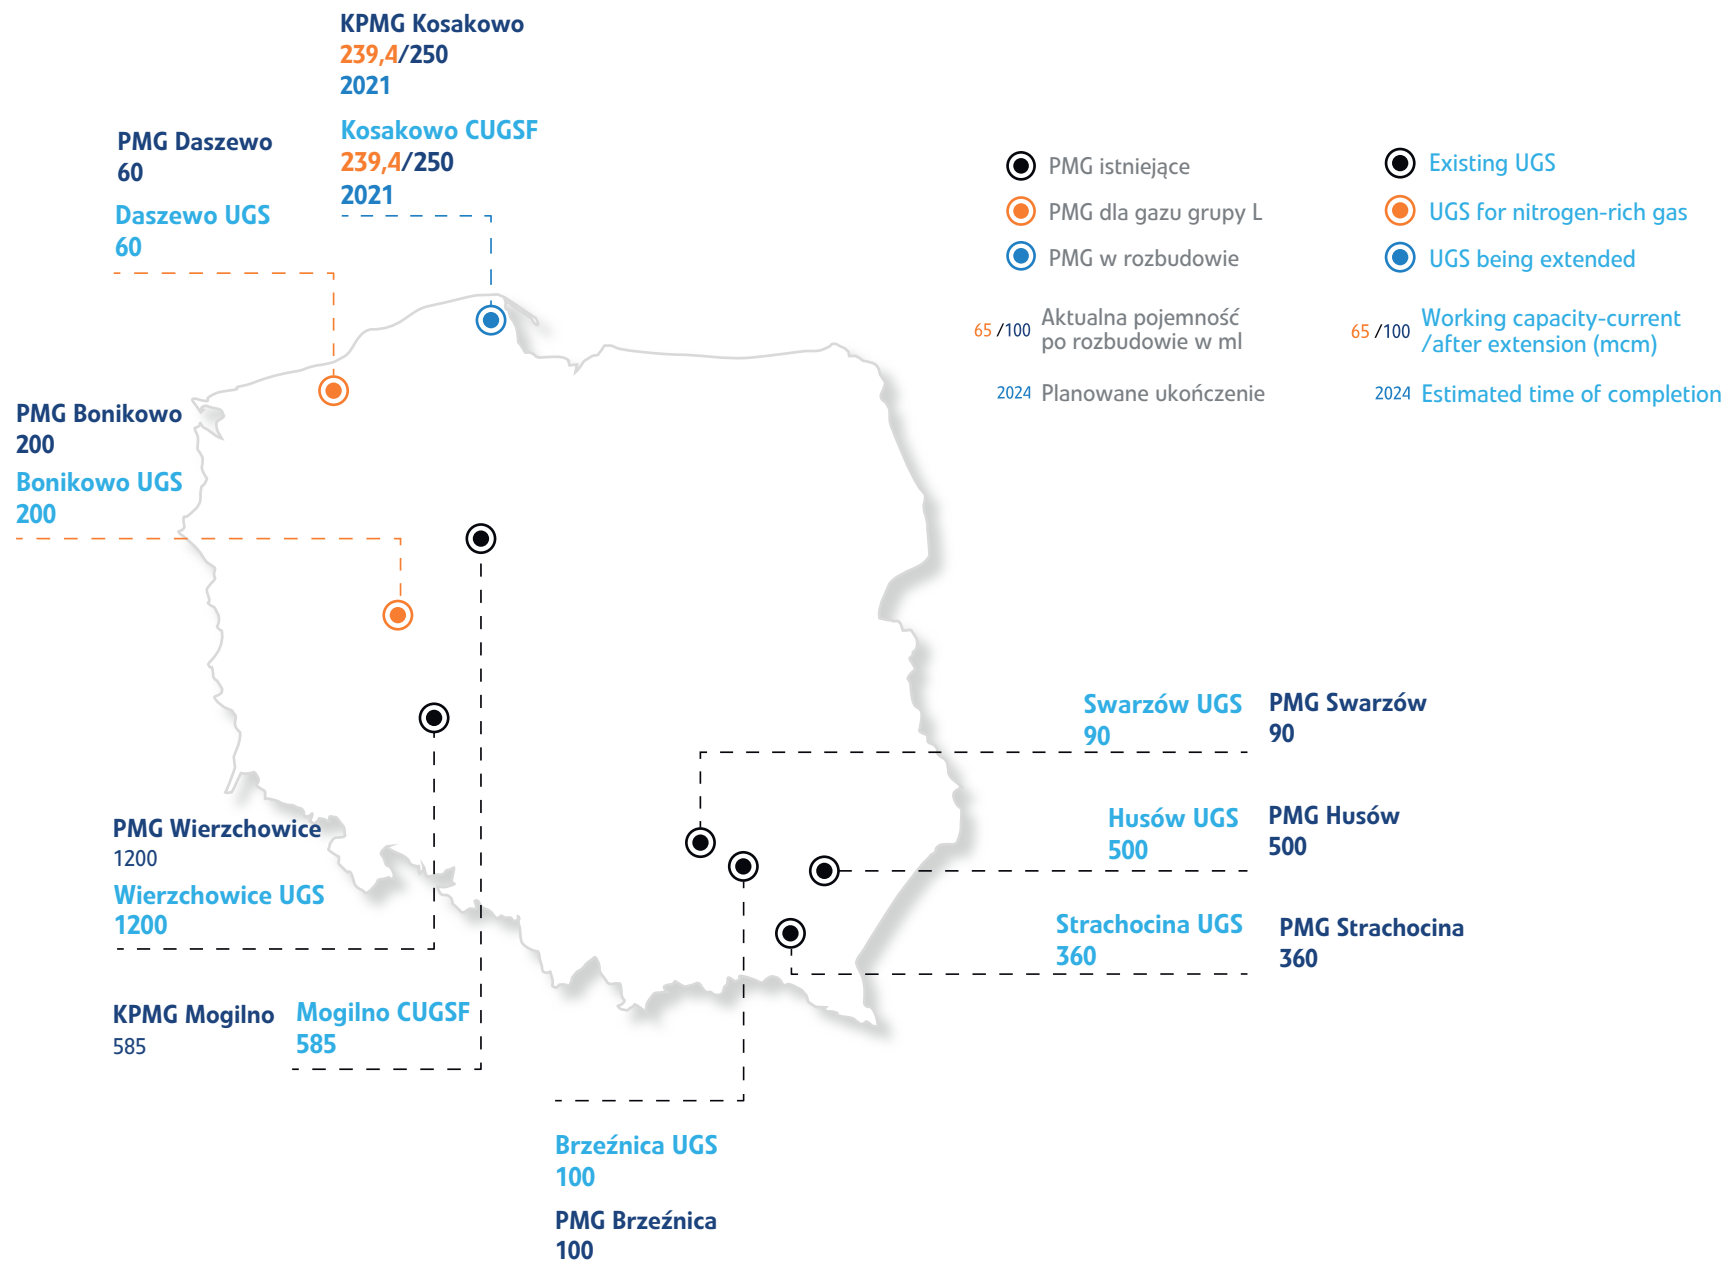 KPMG Kosakowo
239,4/250
2021
Kosakowo CUGSF
239,4/250
2021
PMG Daszewo
60
Daszewo UGS
60
PMG Bonikowo
200
Bonikowo UGS
200
PMG istniejące
PMG dla gazu grupy L
PMG w rozbudowie
65 /100 Aktualna pojemność
po rozbudowie w ml
2024 Planowane ukończenie
Existing UGS
UGS for nitrogen-rich gas
UGS being extended
65 /100 Working capacity-current
/after extension (mcm)
2024 Estimated time of completion
Swarzów UGS
90
PMG Swarzów
90
Husów UGS
500
PMG Husów
500
Strachocina UGS
360
PMG Strachocina
360
PMG Wierzchowice
1200
Wierzchowice UGS
1200
KPMG Mogilno
585
Mogilno CUGSF
585
Brzeźnica UGS
100
PMG Brzeźnica
100